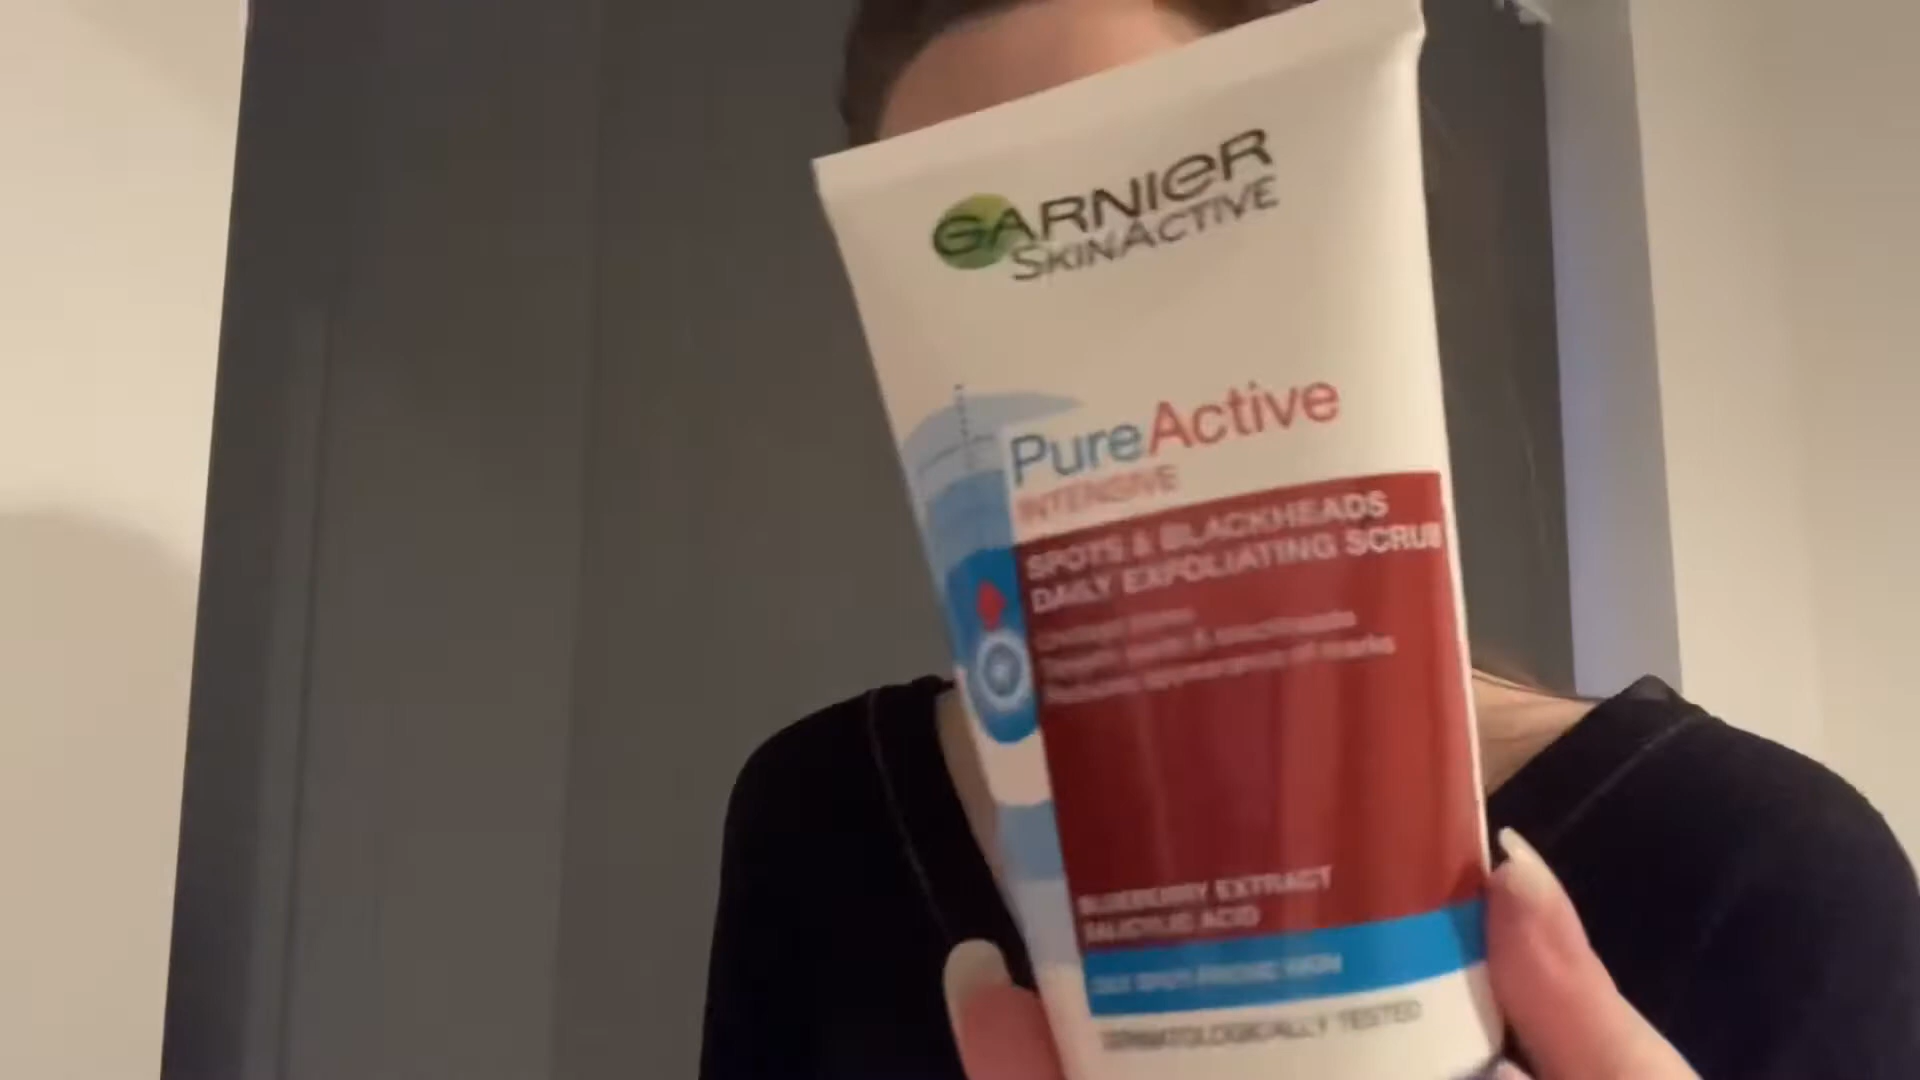 GARNIER
SKINACTIVE
PureActive
INTENSIVE
SPOTS & BLACKHEADS
DAILY EXFOLIATING SCRUB
BLUEBERRY EXTRACT
SALICYLIC ACID
DERMATOLOGICALLY TESTED